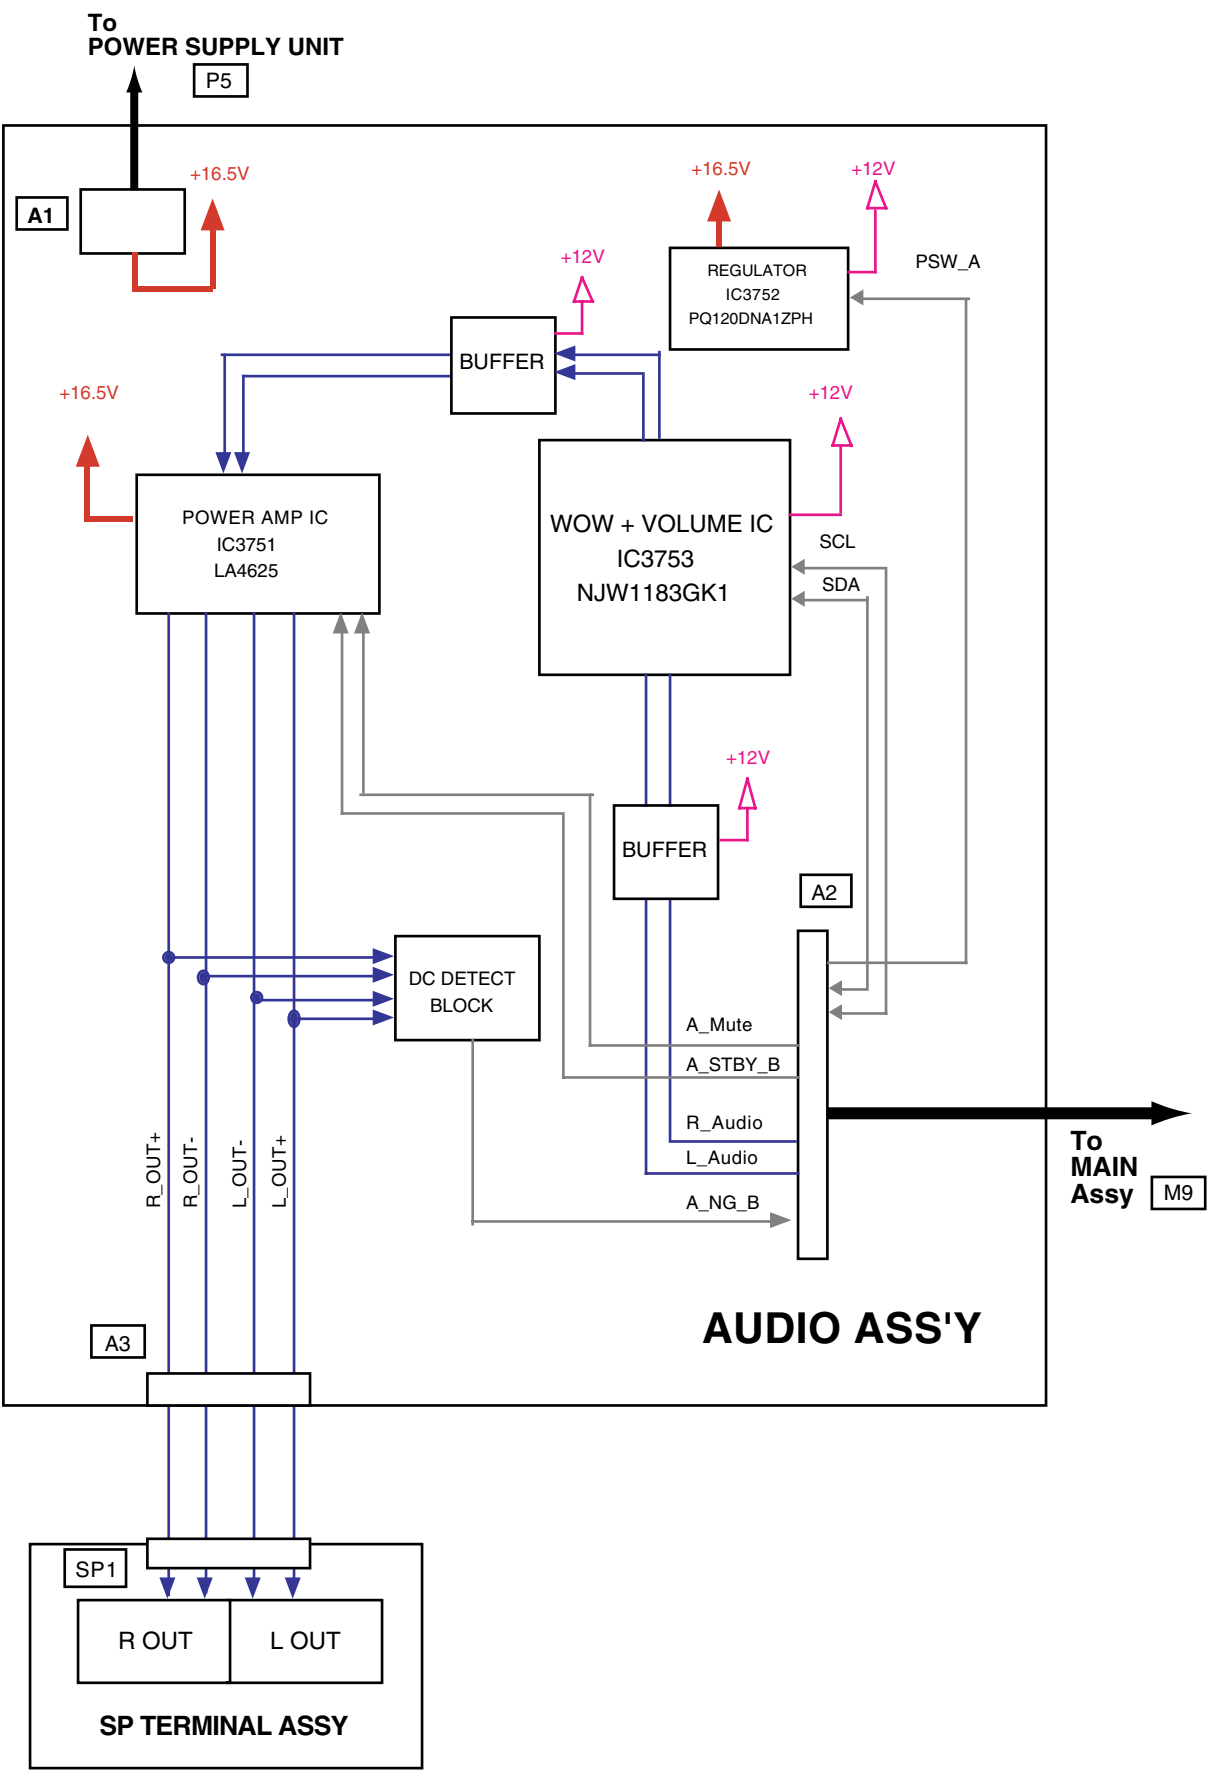 To
POWER SUPPLY UNIT
P5
+16.5V
A1
+16.5V
+12V
REGULATOR
IC3752
PQ120DNA1ZPH
PSW_A
+12V
BUFFER
+16.5V
+12V
POWER AMP IC
IC3751
LA4625
WOW + VOLUME IC
IC3753
NJW1183GK1
SCL
SDA
+12V
BUFFER
A2
DC DETECT
BLOCK
A_Mute
A_STBY_B
R_Audio
L_Audio
A_NG_B
To
MAIN
Assy
M9
R_OUT+
R_OUT-
L_OUT-
L_OUT+
AUDIO ASS'Y
A3
SP1
R OUT
L OUT
SP TERMINAL ASSY